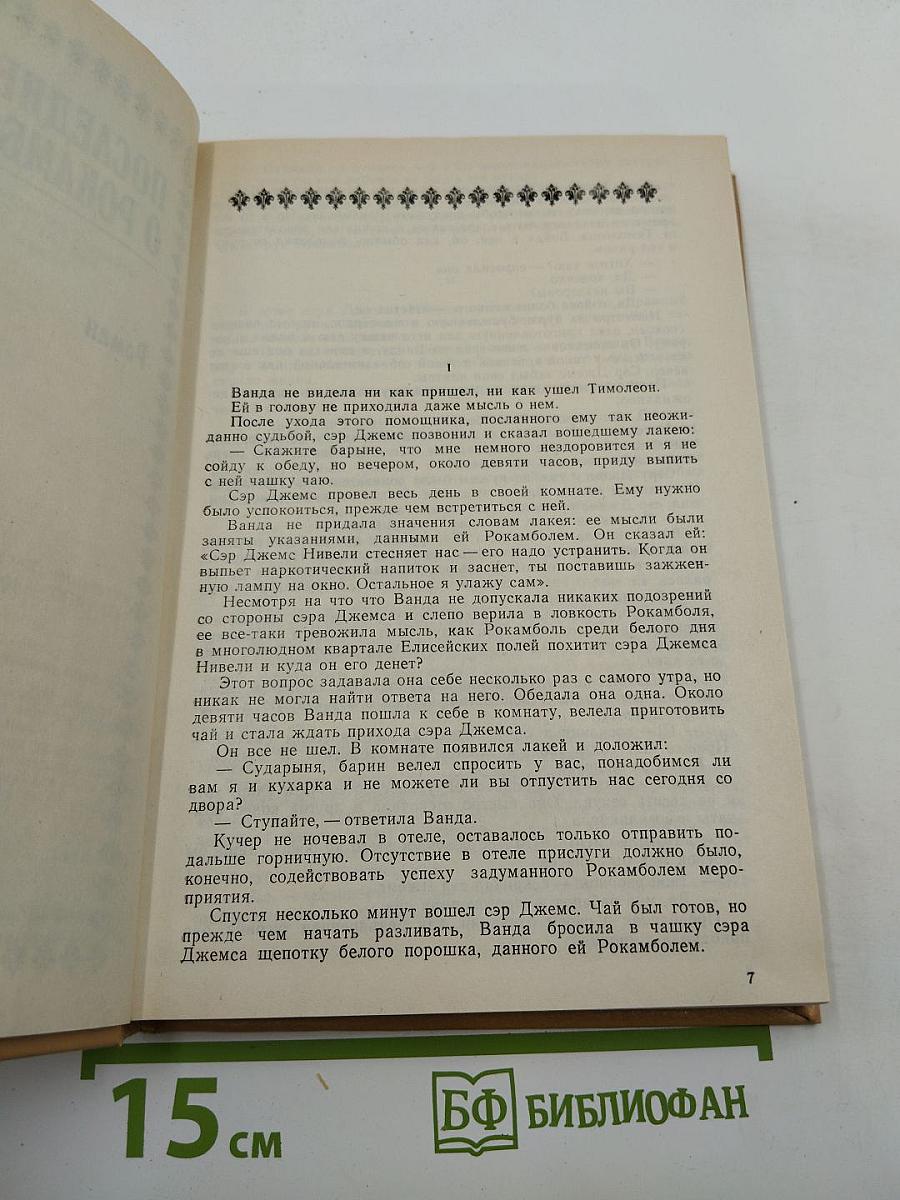 I
Ванда не видела ни как пришел, ни как ушел Тимолеон.
Ей в голову не приходила даже мысль о нем.
После ухода этого помощника, посланного ему так неожи-
данно судьбой, сэр Джемс позвонил и сказал вошедшему лакею:
— Скажите барыне, что мне немного нездоровится и я не
сойду к обеду, но вечером, около девяти часов, приду выпить
с ней чашку чаю.
Сэр Джемс провел весь день в своей комнате. Ему нужно
было успокоиться, прежде чем встретиться с ней.
Ванда не придала значения словам лакея: ее мысли были
заняты указаниями, данными ей Рокамболем. Он сказал ей:
«Сэр Джемс Нивели стесняет нас — его надо устранить. Когда он
выпьет наркотический напиток и заснет, ты поставишь зажжен-
ную лампу на окно. Остальное я улажу сам».
Несмотря на что что Ванда не допускала никаких подозрений
со стороны сэра Джемса и слепо верила в ловкость Рокамболя,
ее все-таки тревожила мысль, как Рокамболь среди белого дня
в многолюдном квартале Елисейских полей похитит сэра Джемса
Нивели и куда он его денет?
Этот вопрос задавала она себе несколько раз с самого утра, но
никак не могла найти ответа на него. Обедала она одна. Около
девяти часов Ванда пошла к себе в комнату, велела приготовить
чай и стала ждать прихода сэра Джемса.
Он все не шел. В комнате появился лакей и доложил:
— Сударыня, барин велел спросить у вас, понадобимся ли
вам я и кухарка и не можете ли вы отпустить нас сегодня со
двора?
— Ступайте, — ответила Ванда.
Кучер не ночевал в отеле, оставалось только отправить по-
дальше горничную. Отсутствие в отеле прислуги должно было,
конечно, содействовать успеху задуманного Рокамболем меро-
приятия.
Спустя несколько минут вошел сэр Джемс. Чай был готов, но
прежде чем начать разливать, Ванда бросила в чашку сэра
Джемса щепотку белого порошка, данного ей Рокамболем.
7
15 см
БФ БИБЛИОФАН